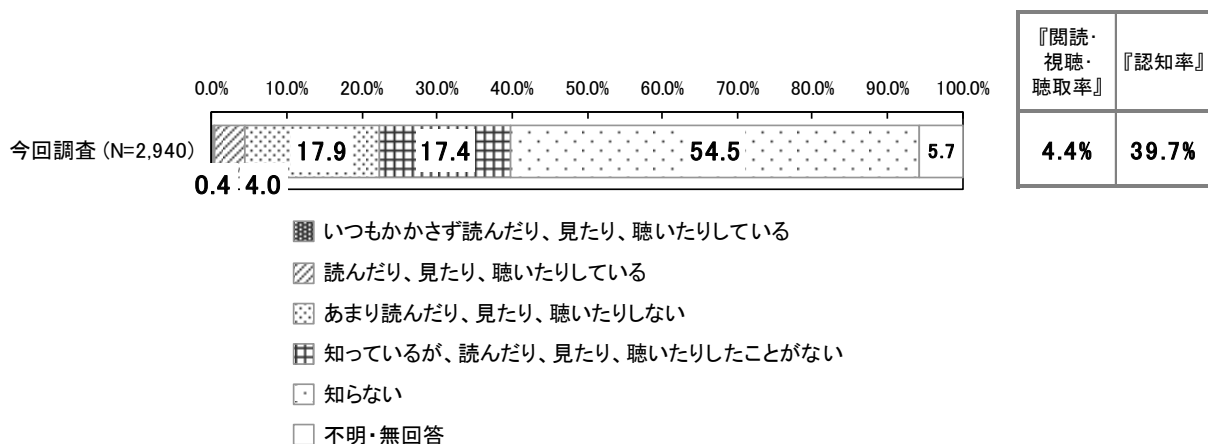 『閲読・
視聴・
聴取率』
『認知率』
0.0% 10.0% 20.0% 30.0% 40.0% 50.0% 60.0% 70.0% 80.0% 90.0% 100.0%
今回調査 (N=2,940)
17.9 17.4 54.5 5.7
4.4% 39.7%
0.4 4.0
いつもかかさず読んだり、見たり、聴いたりしている
読んだり、見たり、聴いたりしている
あまり読んだり、見たり、聴いたりしない
知っているが、読んだり、見たり、聴いたりしたことがない
知らない
不明・無回答